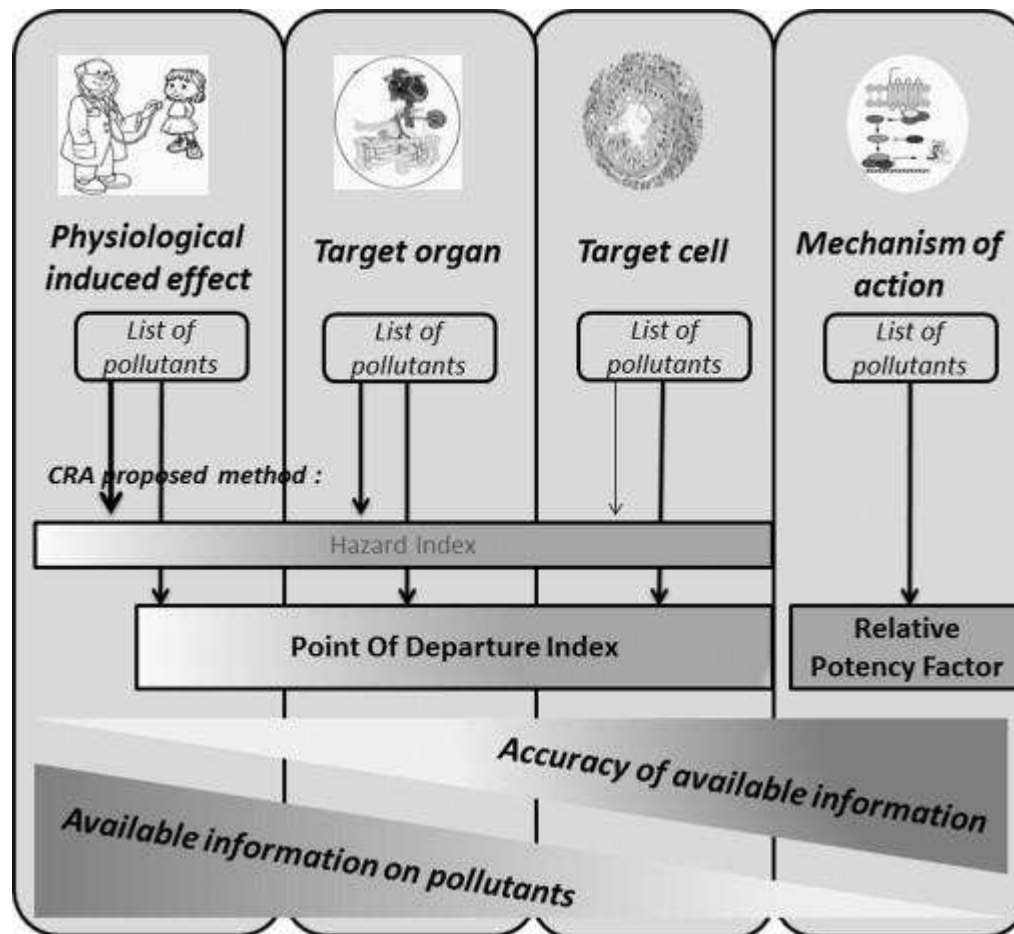 Physiological
induced effect
Target organ
Target cell
Mechanism of
action
List of
pollutants
List of
pollutants
List of
pollutants
List of
pollutants
CRA proposed method :
Hazard Index
Point Of Departure Index
Relative
Potency Factor
Accuracy of available information
Available information on pollutants